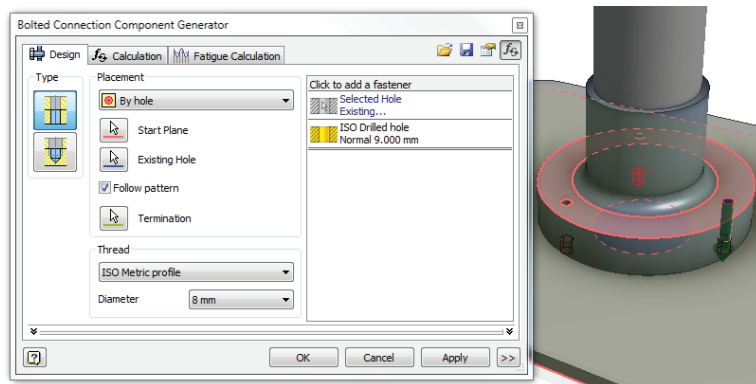 Bolted Connection Component Generator
Design
Calculation
Fatigue Calculation
Type
Placement
By hole
Start Plane
Existing Hole
Follow pattern
Termination
Thread
ISO Metric profile
Diameter
8 mm
Click to add a fastener
Selected Hole
Existing...
ISO Drilled hole
Normal 9.000 mm
?
OK
Cancel
Apply
>>